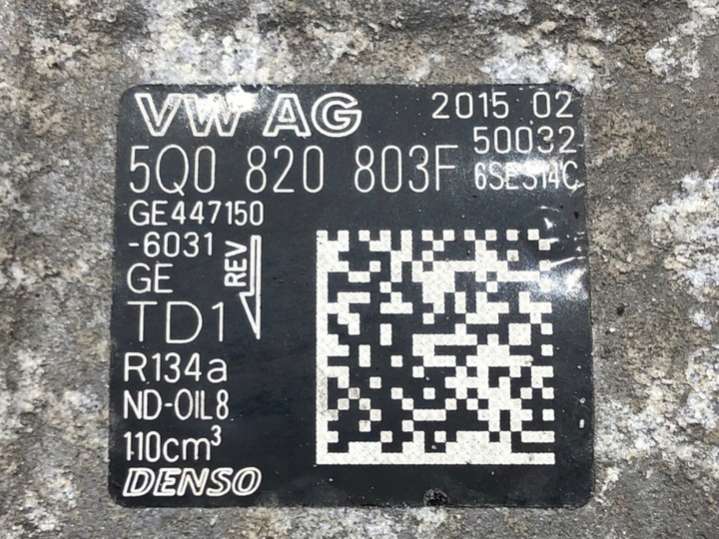 VW AG 2015 02
50032
5Q0 820 803F 6SES14C
GE447150
-6031
GE
REV
TD1
R134a
ND-OIL8
110cm³
DENSO